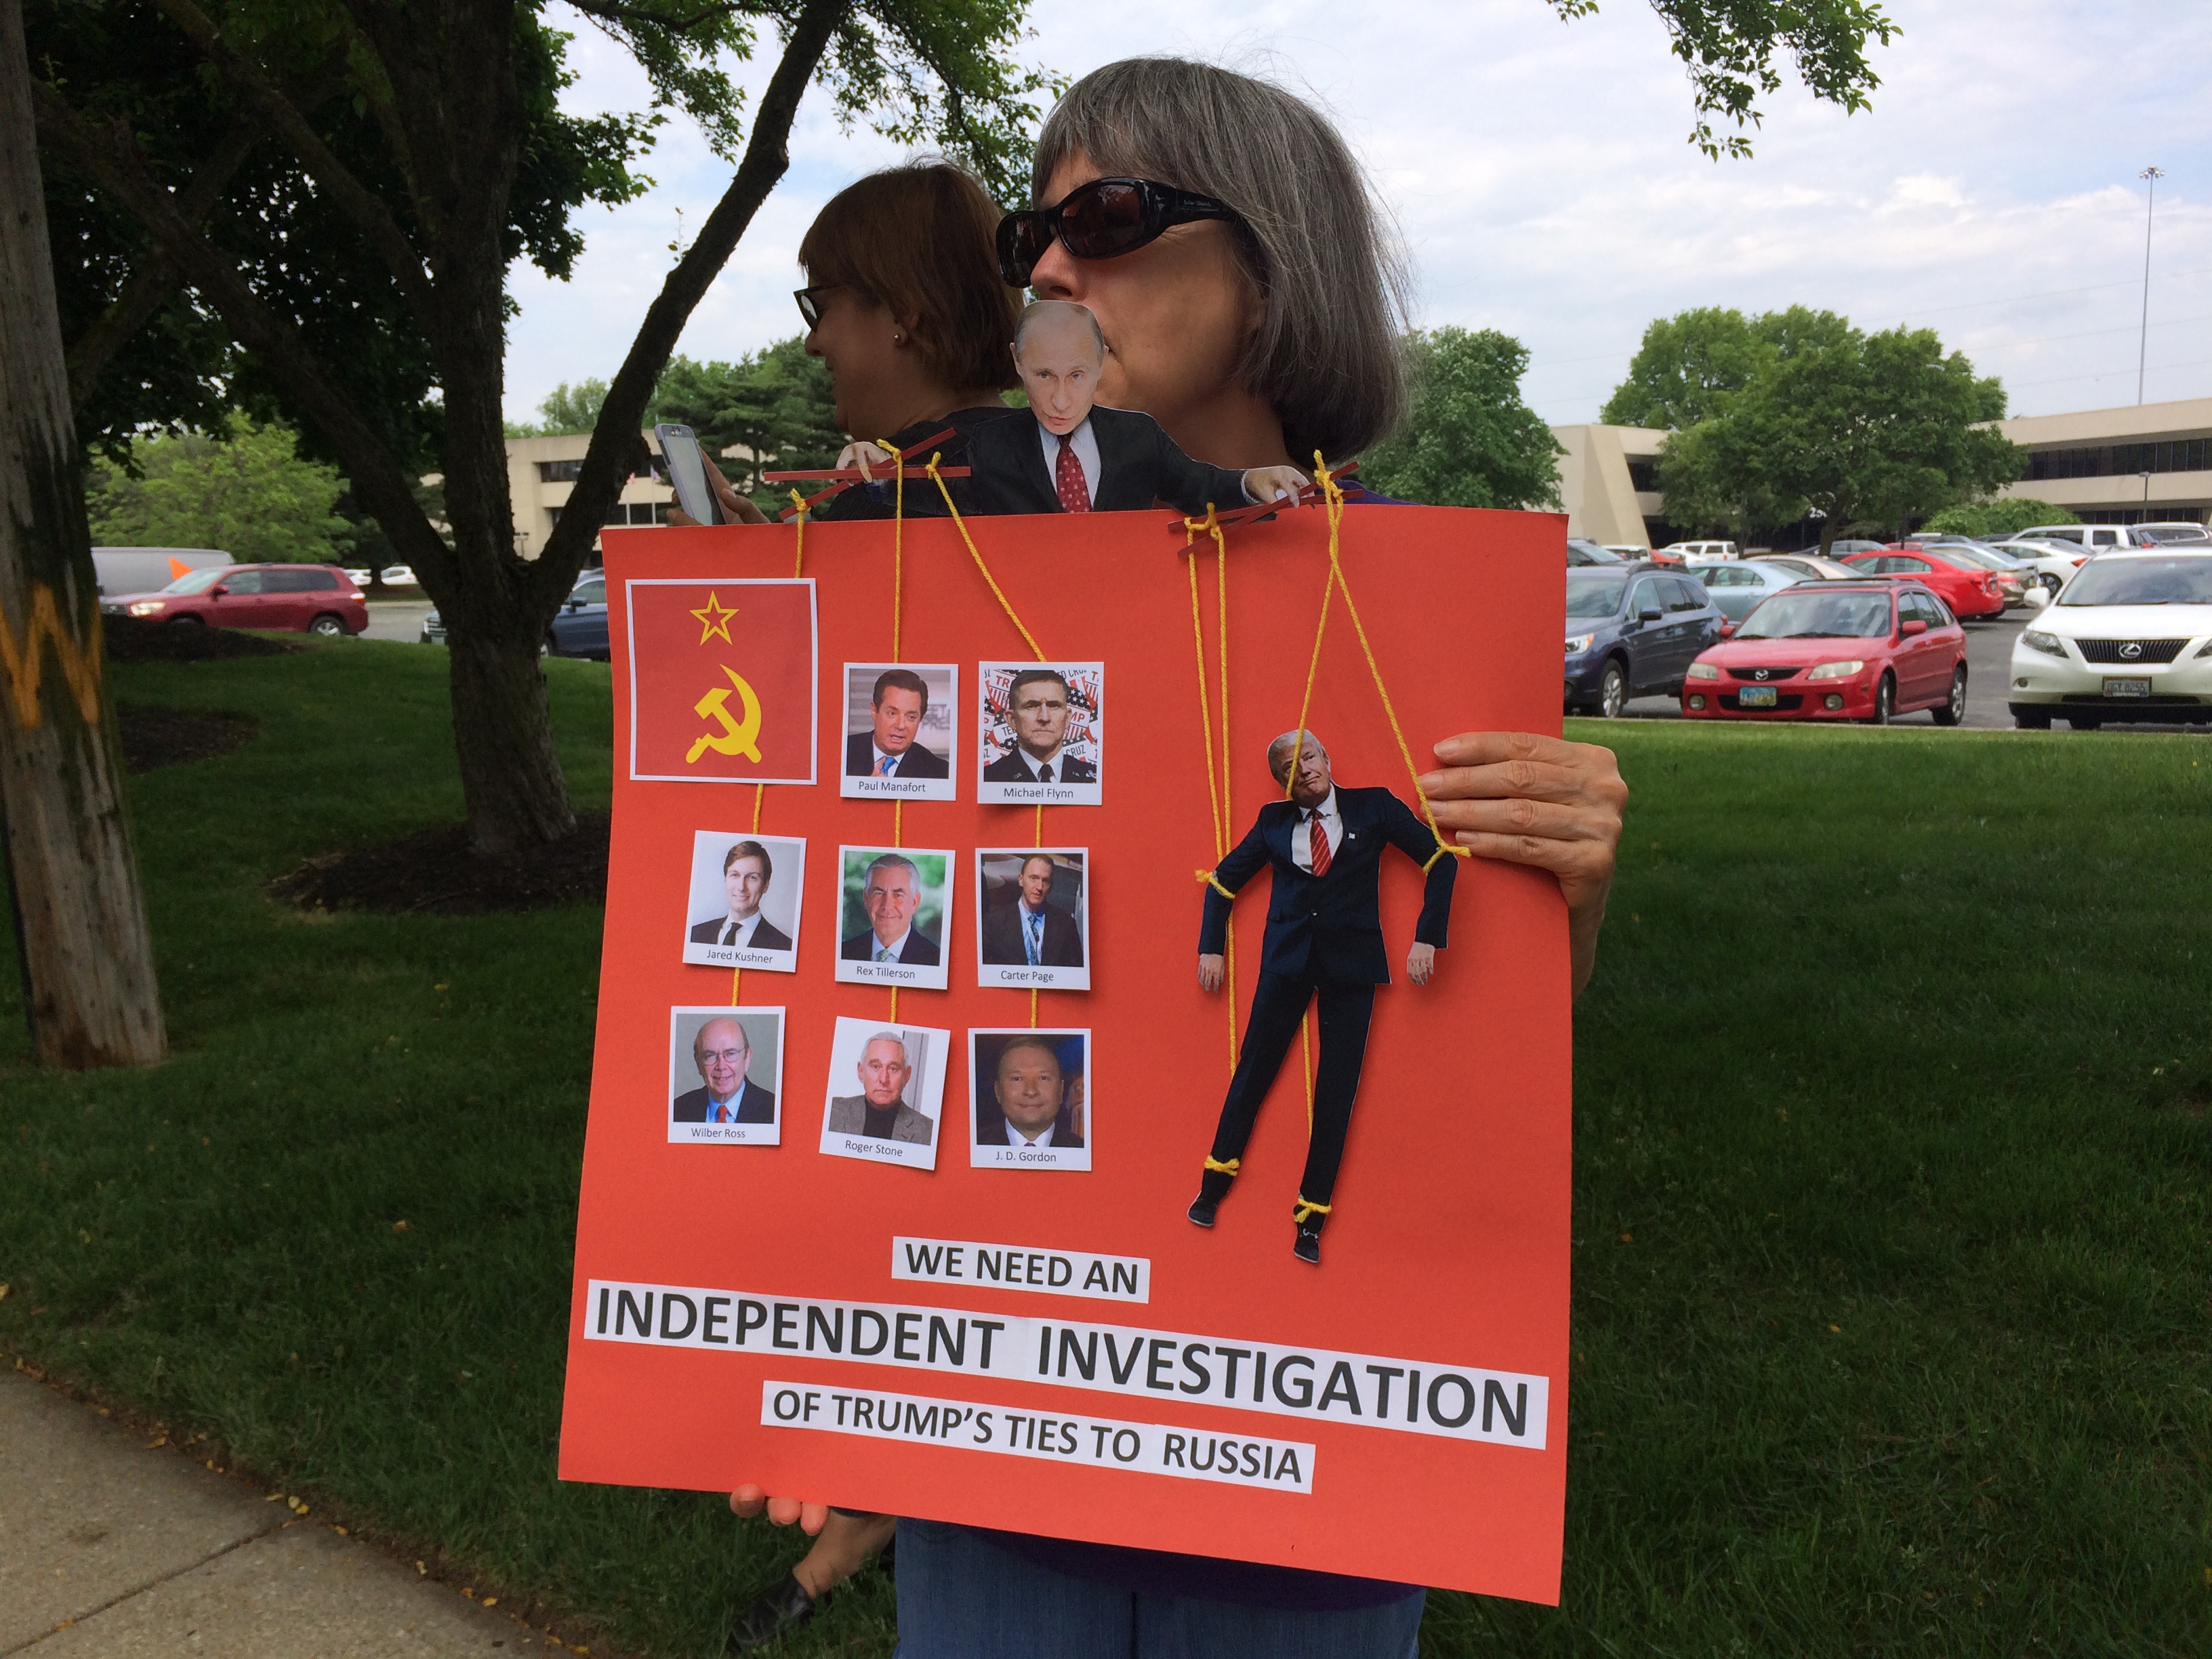 Paul Manafort
Michael Flynn
Jared Kushner
Rex Tillerson
Carter Page
Wilber Ross
Roger Stone
J. D. Gordon
WE NEED AN
INDEPENDENT INVESTIGATION
OF TRUMP'S TIES TO RUSSIA